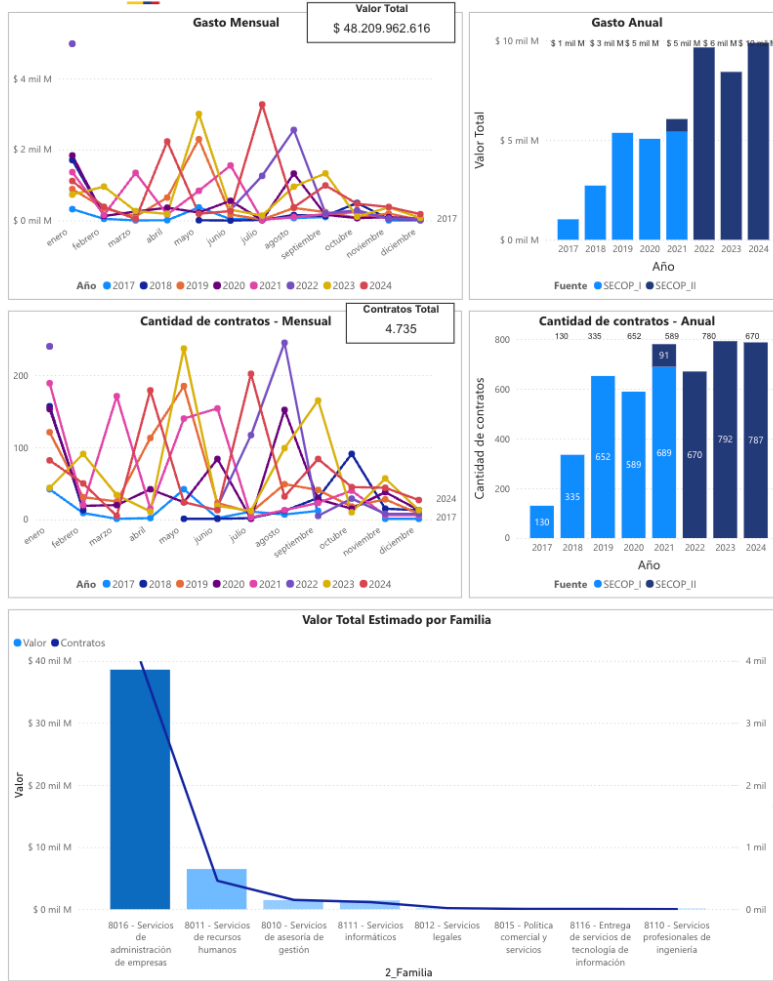 Gasto Mensual
Valor Total
$ 48.209.962.616
$ 4 mil M
$ 2 mil M
$ 0 mil M
enero
febrero
marzo
abril
mayo
junio
julio
agosto
septiembre
octubre
noviembre
diciembre
2017
Año 2017 2018 2019 2020 2021 2022 2023 2024
Gasto Anual
$ 10 mil M
$ 1 mil M $ 3 mil M $ 5 mil M $ 5 mil M $ 6 mil M $ 10 mil M
Valor Total
$ 5 mil M
$ 0 mil M
2017 2018 2019 2020 2021 2022 2023 2024
Año
Fuente SECOP_I SECOP_II
Cantidad de contratos - Mensual
Contratos Total
4.735
200
100
0
enero
febrero
marzo
abril
mayo
junio
julio
agosto
septiembre
octubre
noviembre
diciembre
2024
2017
Año 2017 2018 2019 2020 2021 2022 2023 2024
Cantidad de contratos - Anual
800
130 335 652 589 780 670
Cantidad de contratos
600
400
200
0
91
130 335 652 589 689 670 792 787
2017 2018 2019 2020 2021 2022 2023 2024
Año
Fuente SECOP_I SECOP_II
Valor Total Estimado por Familia
Valor Contratos
$ 40 mil M
$ 30 mil M
$ 20 mil M
$ 10 mil M
$ 0 mil M
Valor
4 mil
3 mil
2 mil
1 mil
0 mil
8016 - Servicios
de
administración
de empresas
8011 - Servicios
de recursos
humanos
8010 - Servicios
de asesoría de
gestión
8111 - Servicios
informáticos
8012 - Servicios
legales
8015 - Política
comercial y
servicios
8116 - Entrega
de servicios de
tecnología de
información
8110 - Servicios
profesionales de
ingeniería
2_Familia